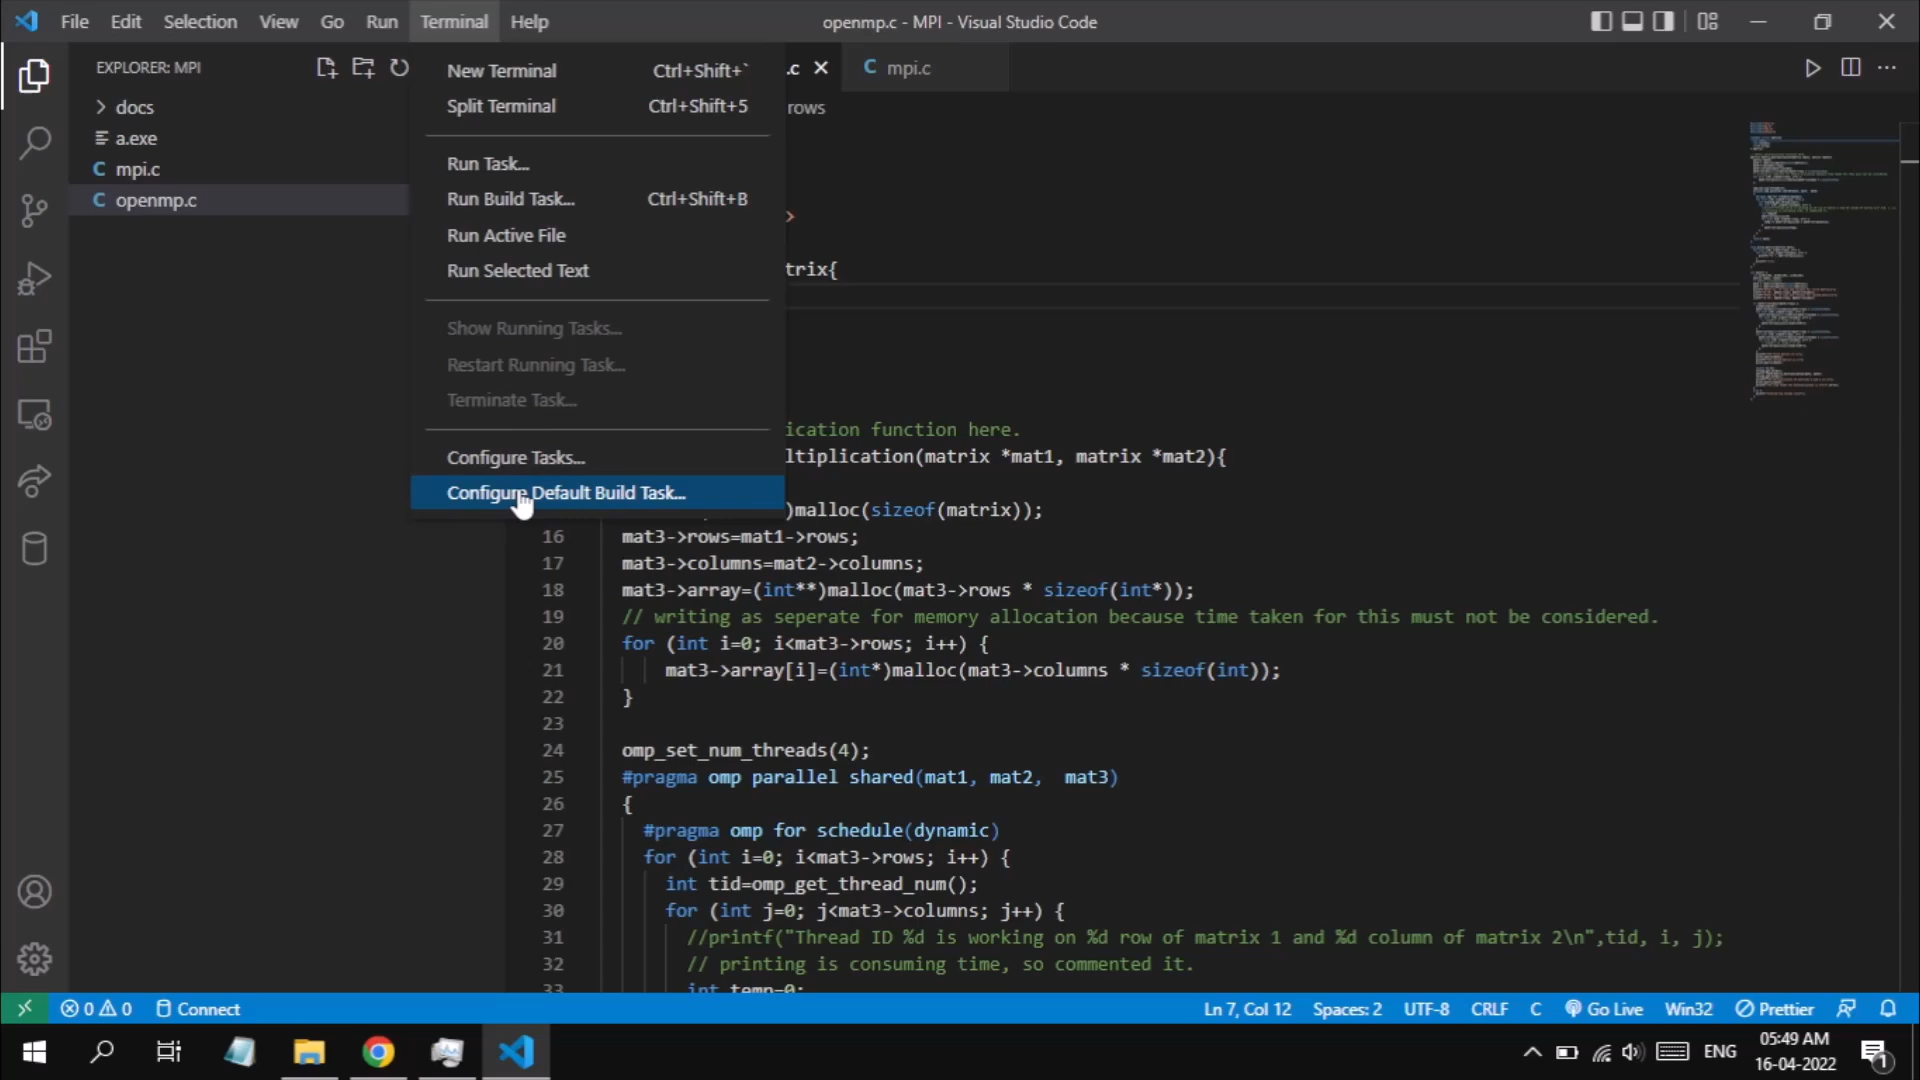 File Edit Selection View Go Run Terminal Help
openmp.c - MPI - Visual Studio Code
EXPLORER: MPI
docs
a.exe
mpi.c
openmp.c
New Terminal Ctrl+Shift+`
Split Terminal Ctrl+Shift+5
Run Task...
Run Build Task... Ctrl+Shift+B
Run Active File
Run Selected Text
Show Running Tasks...
Restart Running Task...
Terminate Task...
Configure Tasks...
Configure Default Build Task...
.c
mpi.c
rows
>
trix{
ication function here.
ltiplication(matrix *mat1, matrix *mat2){
)malloc(sizeof(matrix));
16 mat3->rows=mat1->rows;
17 mat3->columns=mat2->columns;
18 mat3->array=(int**)malloc(mat3->rows * sizeof(int*));
19 // writing as seperate for memory allocation because time taken for this must not be considered.
20 for (int i=0; i<mat3->rows; i++) {
21 mat3->array[i]=(int*)malloc(mat3->columns * sizeof(int));
22 }
23
24 omp_set_num_threads(4);
25 #pragma omp parallel shared(mat1, mat2,  mat3)
26 {
27 #pragma omp for schedule(dynamic)
28 for (int i=0; i<mat3->rows; i++) {
29 int tid=omp_get_thread_num();
30 for (int j=0; j<mat3->columns; j++) {
31 //printf("Thread ID %d is working on %d row of matrix 1 and %d column of matrix 2\n",tid, i, j);
32 // printing is consuming time, so commented it.
33 int temp=0;
0 0 Connect
Ln 7, Col 12 Spaces: 2 UTF-8 CRLF C Go Live Win32 Prettier
ENG
05:49 AM
16-04-2022
1